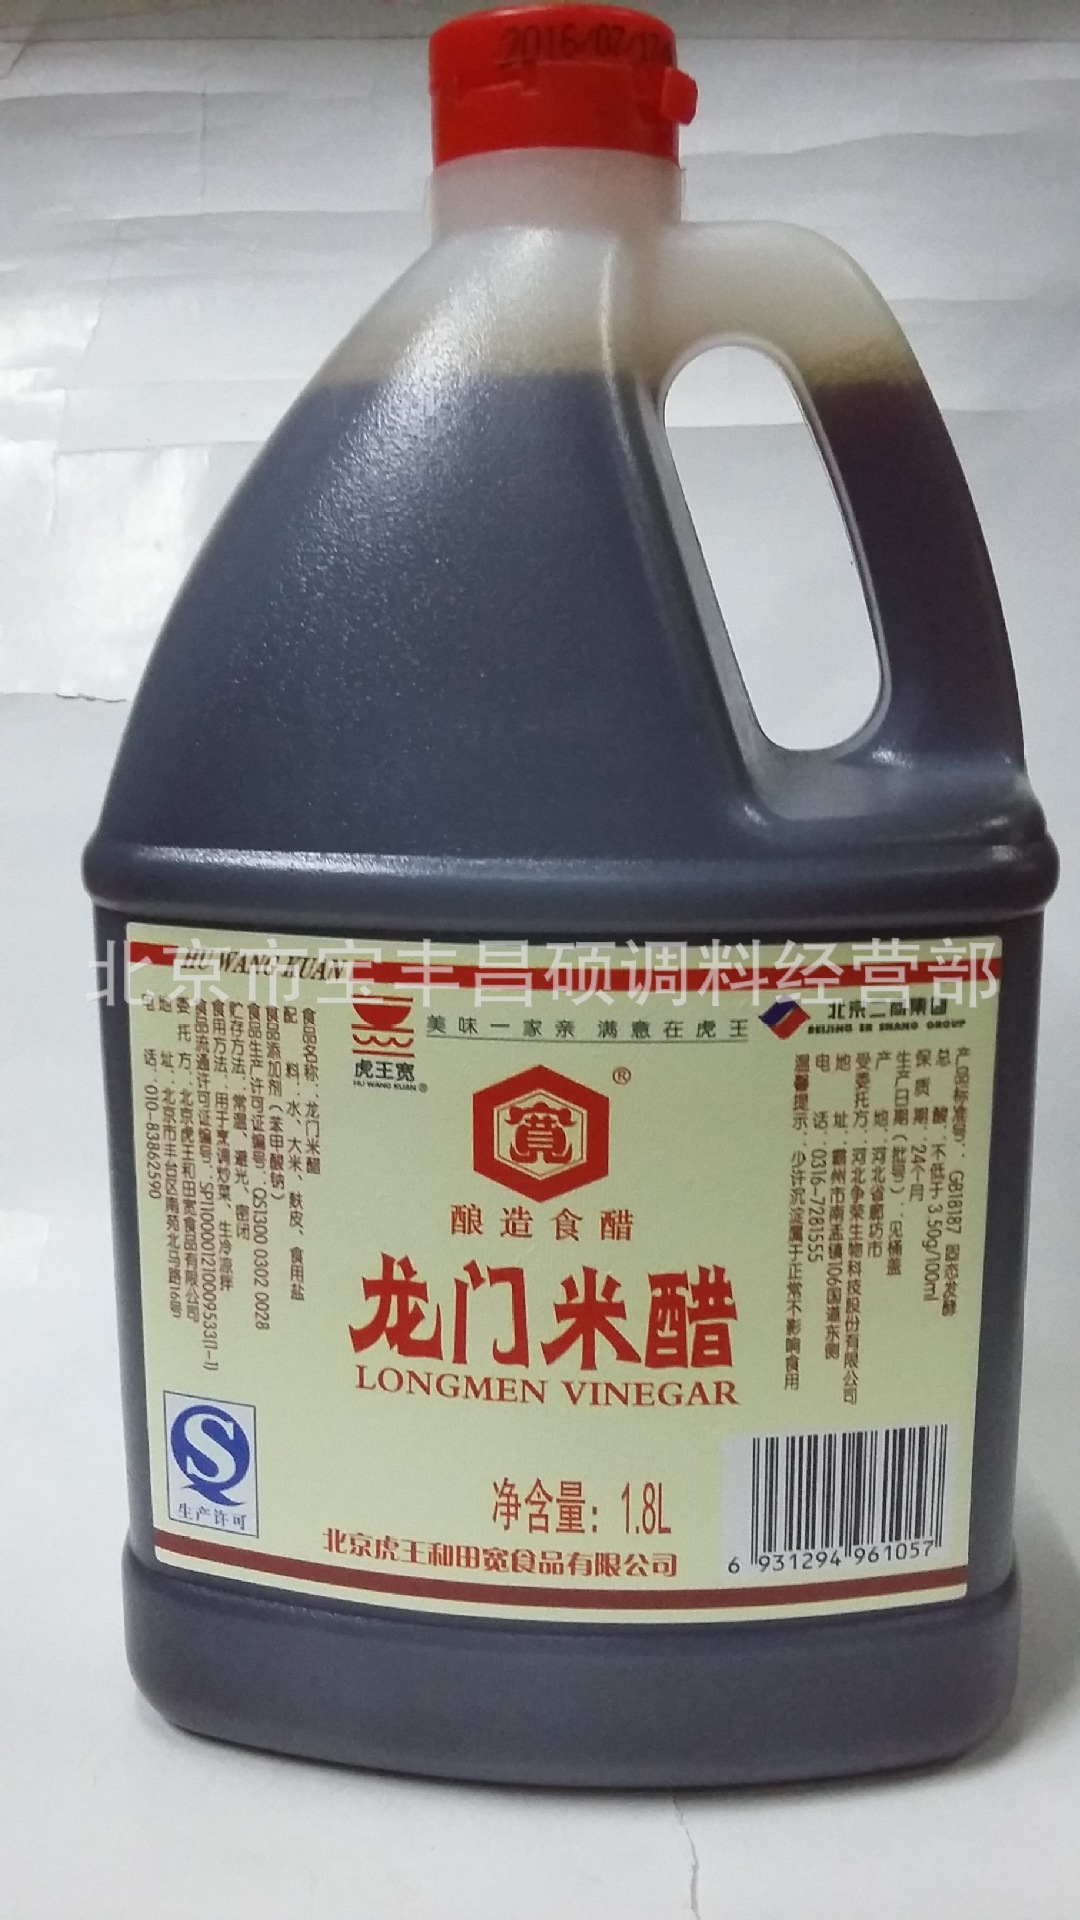 2016/07/17
HU WANG KUAN
北京市宝丰昌硕调料经营部
虎王宽
HU WANG KUAN ®
美味一家亲 满意在虎王
北京二商集团
BEIJING ER SHANG GROUP
食品名称：龙门米醋
配 料：水、大米、麸皮、食用盐
食品添加剂（苯甲酸钠）
食品生产许可证编号：QS1300 0302 0028
贮存方法：常温、避光、密闭
食用方法：用于烹调炒菜、生冷凉拌
食品流通许可证编号：SP1100001210009533(1-1)
委 托 方：北京虎王和田宽食品有限公司
地 址：北京市丰台区南苑北马路16号
电 话：010-83862590
®
寛
酿造食醋
龙门米醋
LONGMEN VINEGAR
产品标准号：GB18187 固态发酵
总 酸：不低于3.50g/100ml
保 质 期：24个月
生产日期（批号）：见桶盖
产 地：河北省廊坊市
受委托方：河北争荣生物科技股份有限公司
地 址：霸州市南孟镇106国道东侧
电 话：0316-7281555
温馨提示：少许沉淀属于正常不影响食用
生产许可
净含量：1.8L
北京虎王和田宽食品有限公司
6 931294 961057